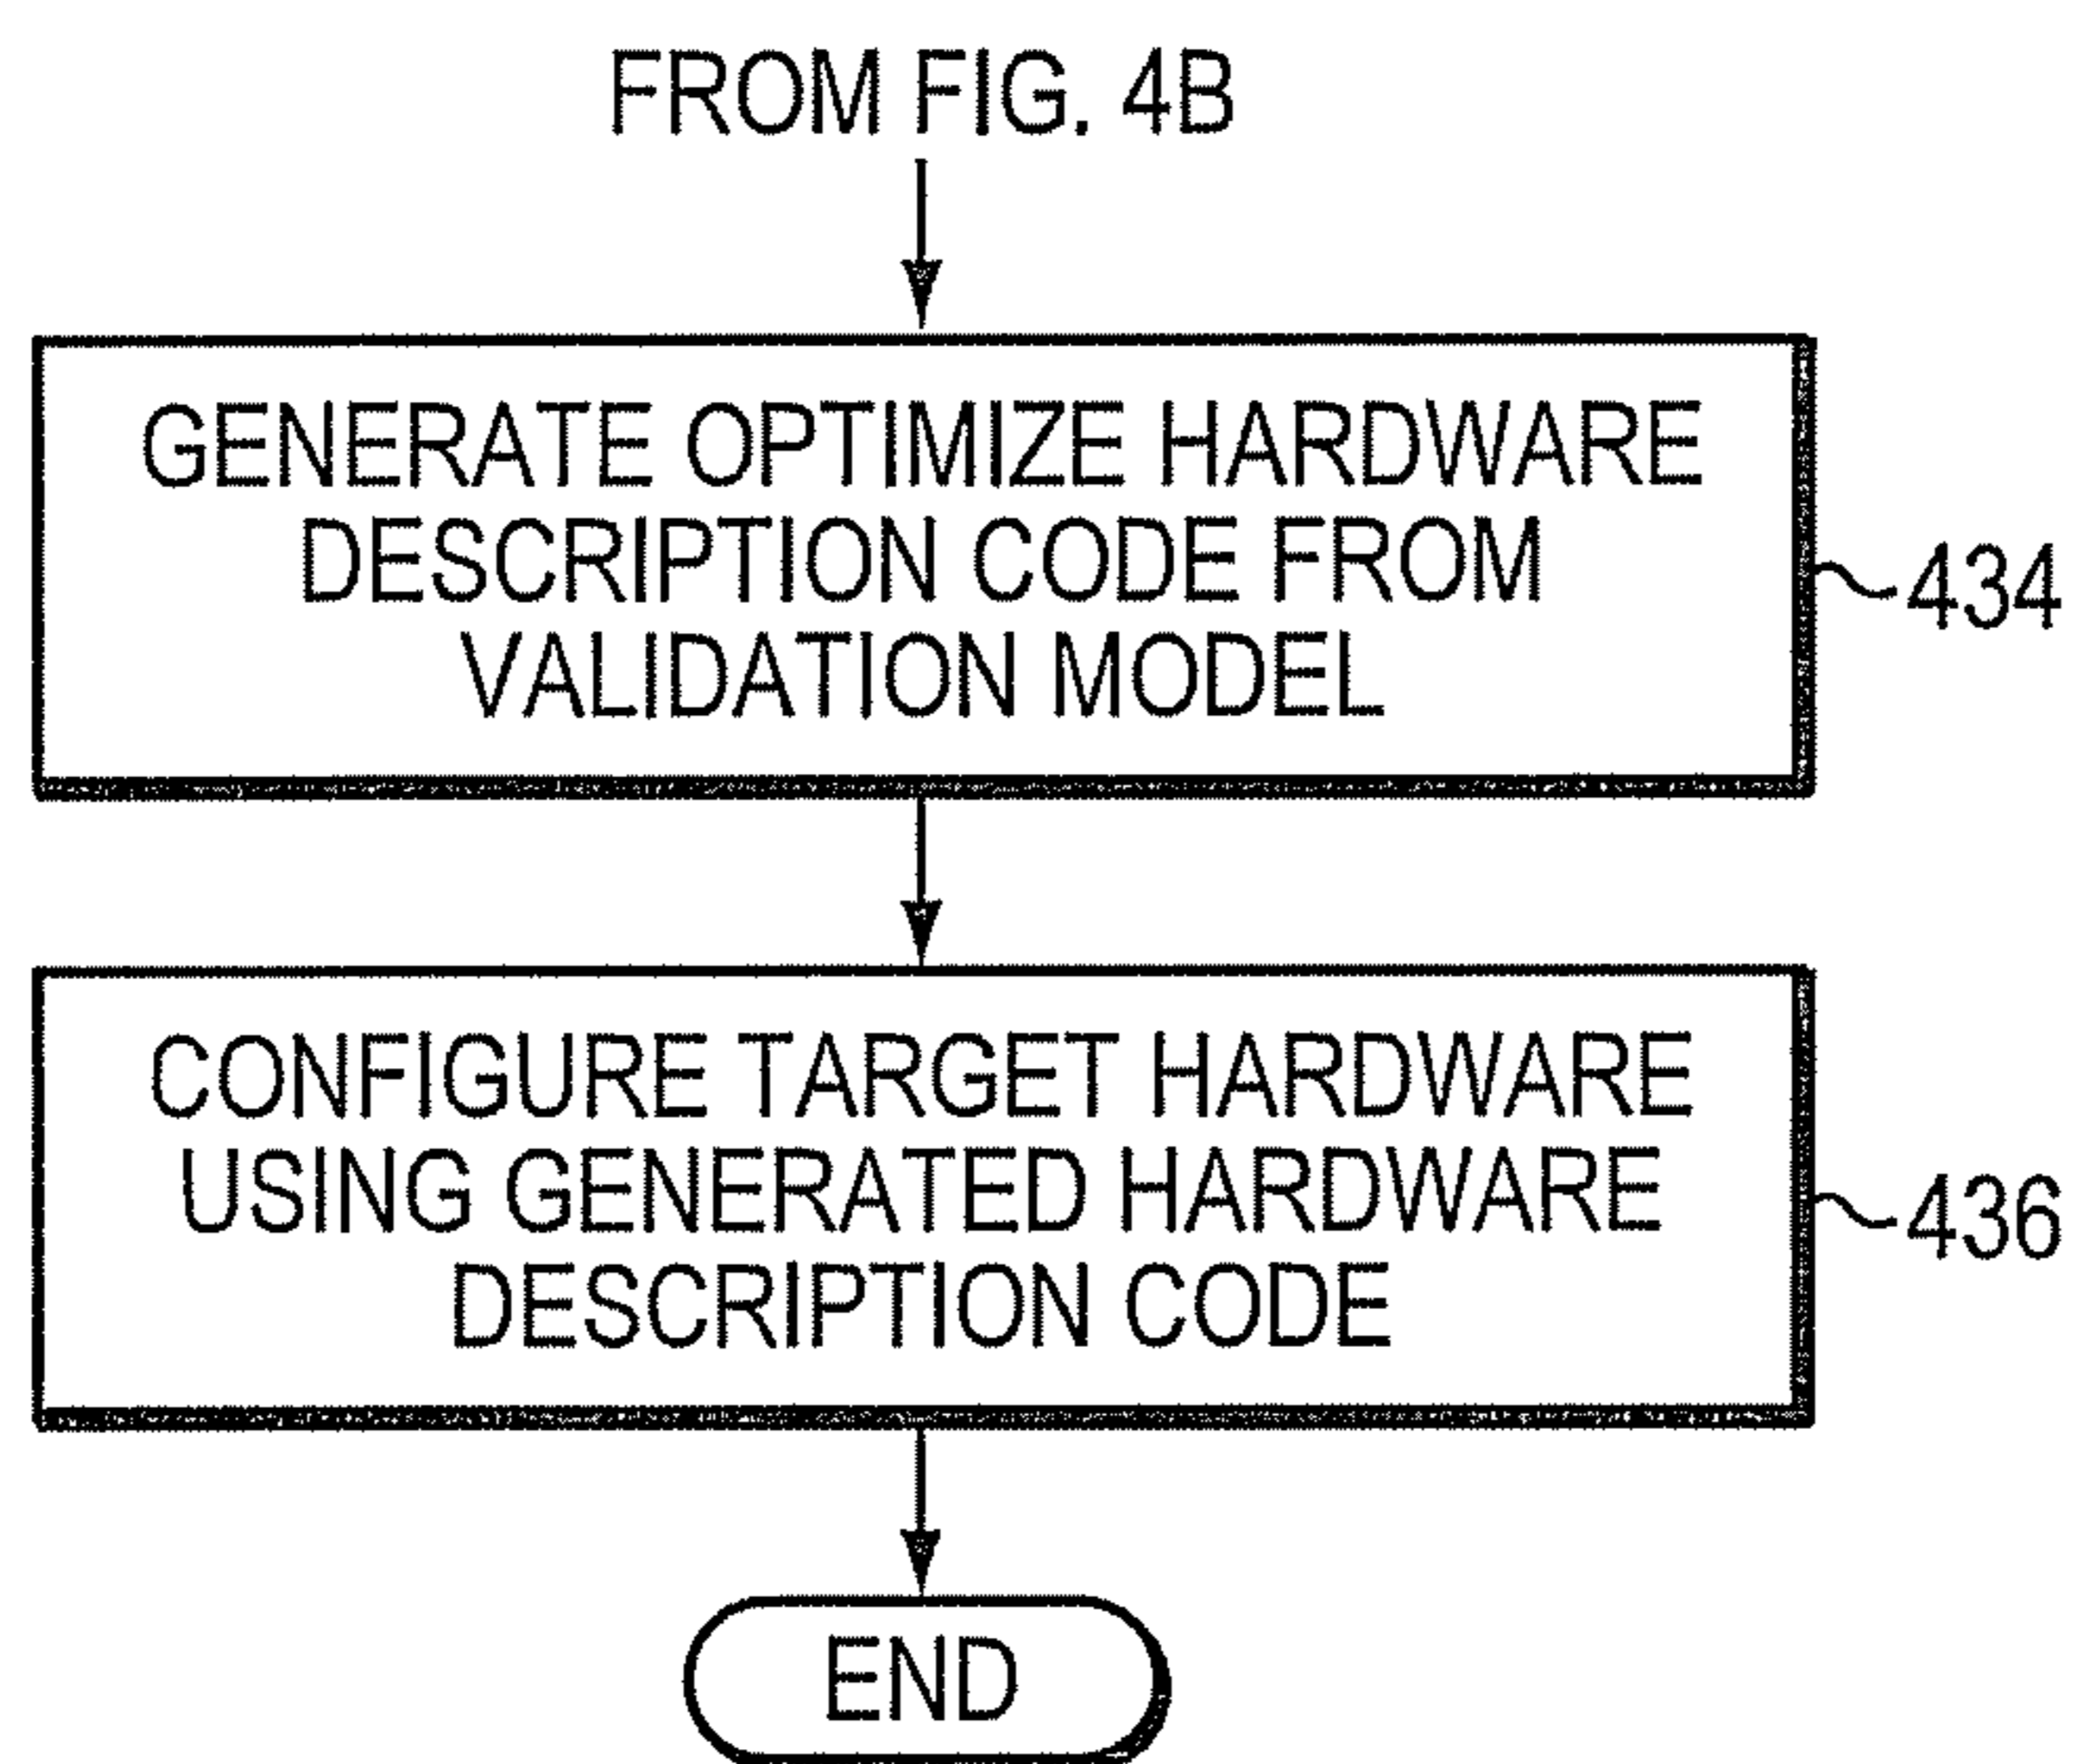 FROM FIG. 4B
GENERATE OPTIMIZE HARDWARE
DESCRIPTION CODE FROM
VALIDATION MODEL
434
CONFIGURE TARGET HARDWARE
USING GENERATED HARDWARE
DESCRIPTION CODE
436
END